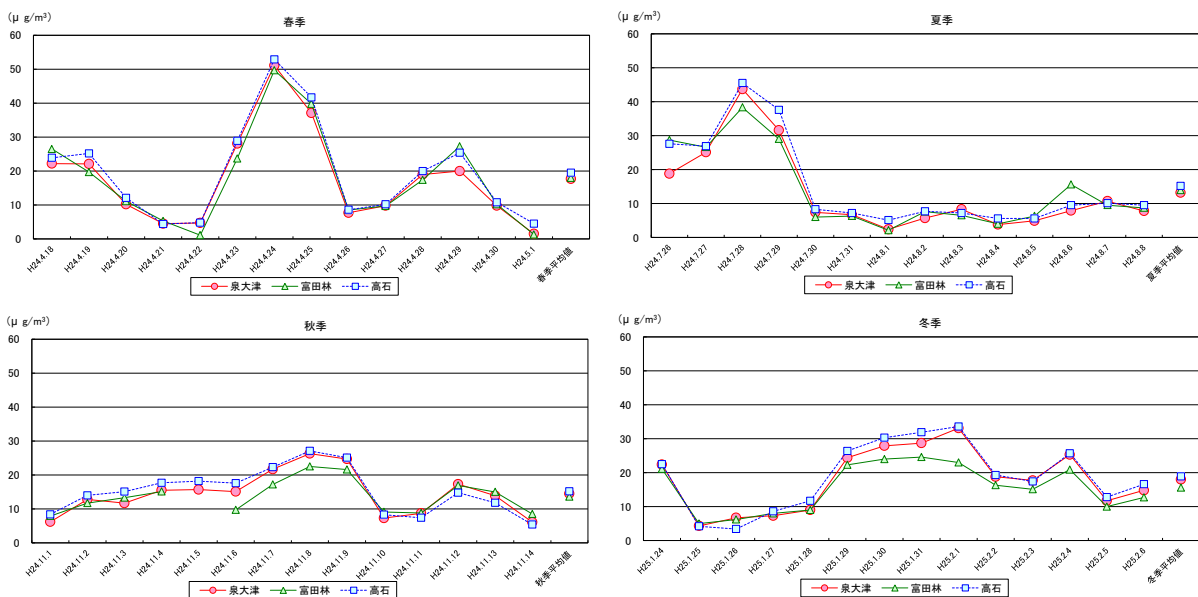 (μ g/m³)
春季
60
50
40
30
20
10
0
H24.4.18
H24.4.19
H24.4.20
H24.4.21
H24.4.22
H24.4.23
H24.4.24
H24.4.25
H24.4.26
H24.4.27
H24.4.28
H24.4.29
H24.4.30
H24.5.1
春季平均値
泉大津 富田林 高石
(μ g/m³)
夏季
60
50
40
30
20
10
0
H24.7.26
H24.7.27
H24.7.28
H24.7.29
H24.7.30
H24.7.31
H24.8.1
H24.8.2
H24.8.3
H24.8.4
H24.8.5
H24.8.6
H24.8.7
H24.8.8
夏季平均値
泉大津 富田林 高石
(μ g/m³)
秋季
60
50
40
30
20
10
0
H24.11.1
H24.11.2
H24.11.3
H24.11.4
H24.11.5
H24.11.6
H24.11.7
H24.11.8
H24.11.9
H24.11.10
H24.11.11
H24.11.12
H24.11.13
H24.11.14
秋季平均値
泉大津 富田林 高石
(μ g/m³)
冬季
60
50
40
30
20
10
0
H25.1.24
H25.1.25
H25.1.26
H25.1.27
H25.1.28
H25.1.29
H25.1.30
H25.1.31
H25.2.1
H25.2.2
H25.2.3
H25.2.4
H25.2.5
H25.2.6
冬季平均値
泉大津 富田林 高石